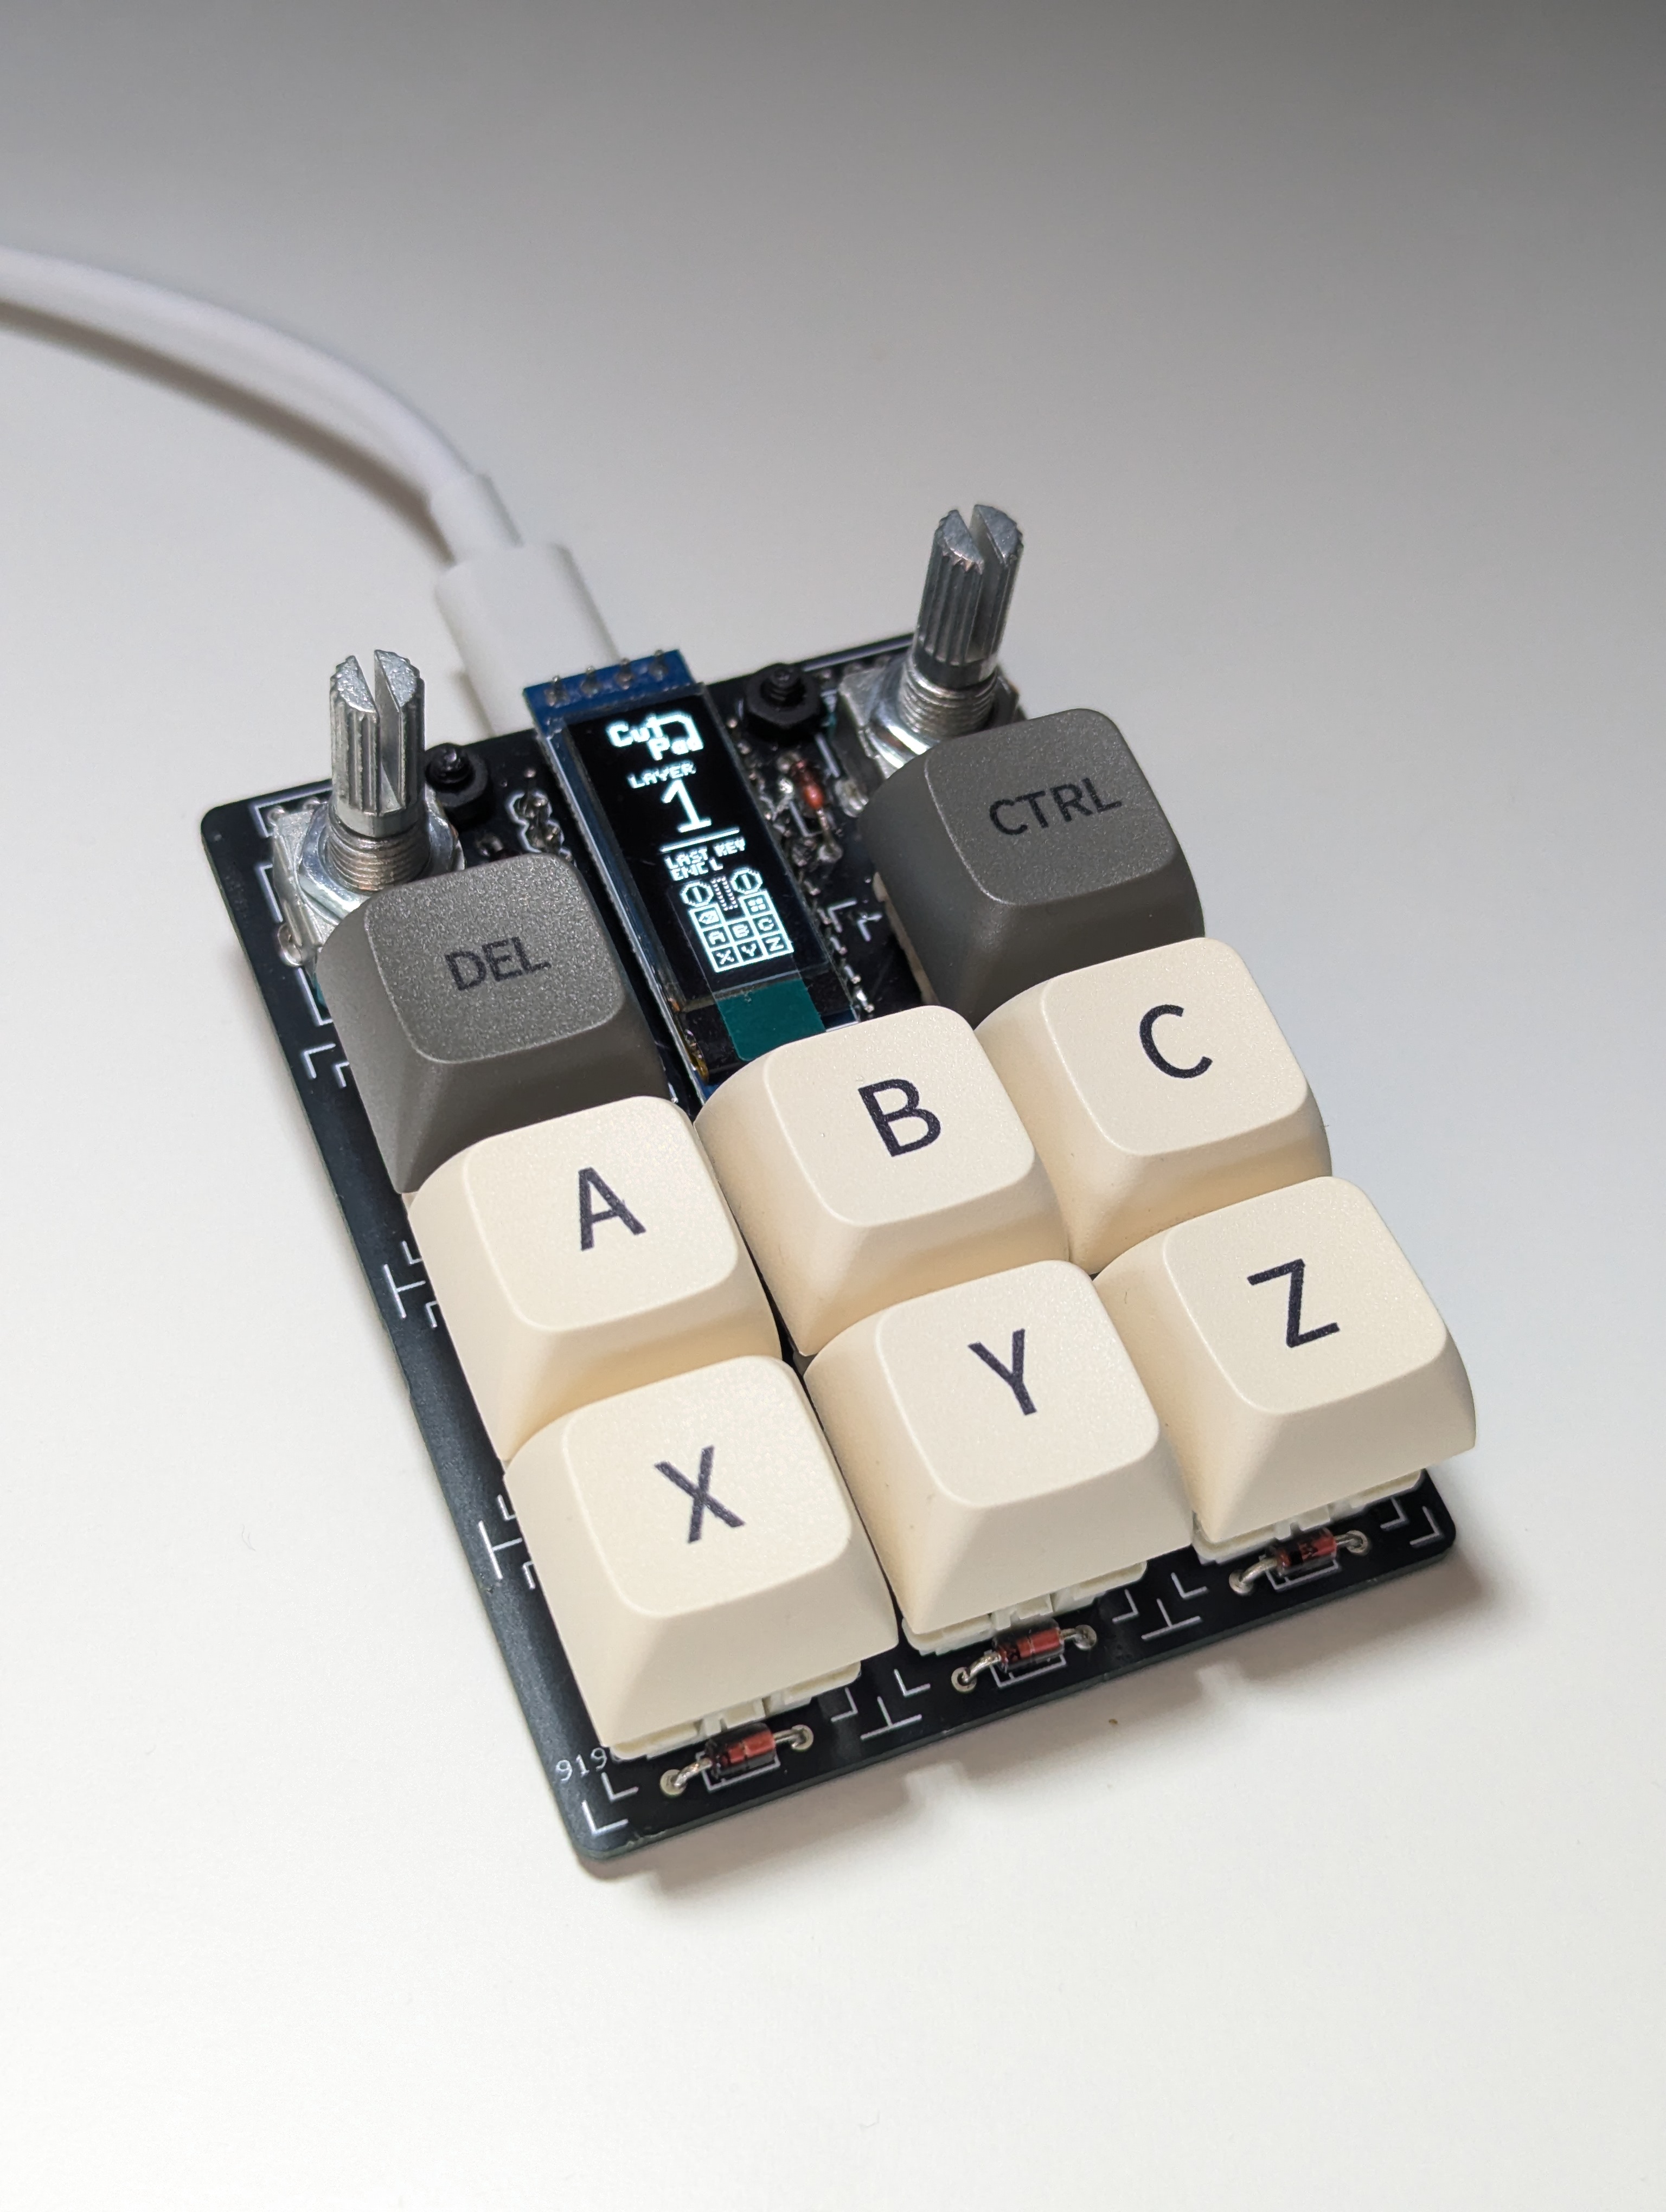 Cut
Pad
LAYER
1
LAST KEY
ENC L
A B C
X Y Z
CTRL
DEL
C
B
A
Z
Y
X
919